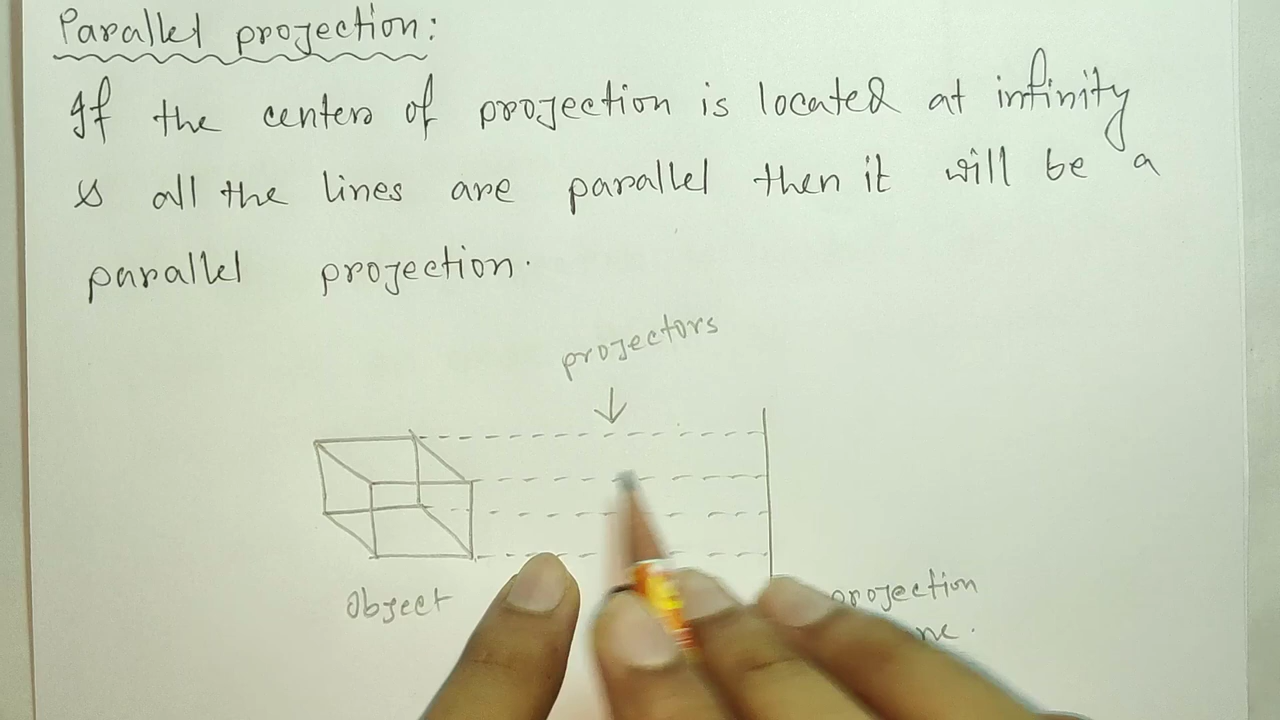 Parallel projection:
If the center of projection is located at infinity
& all the lines are parallel then it will be a
parallel projection.
projectors
Object
projection